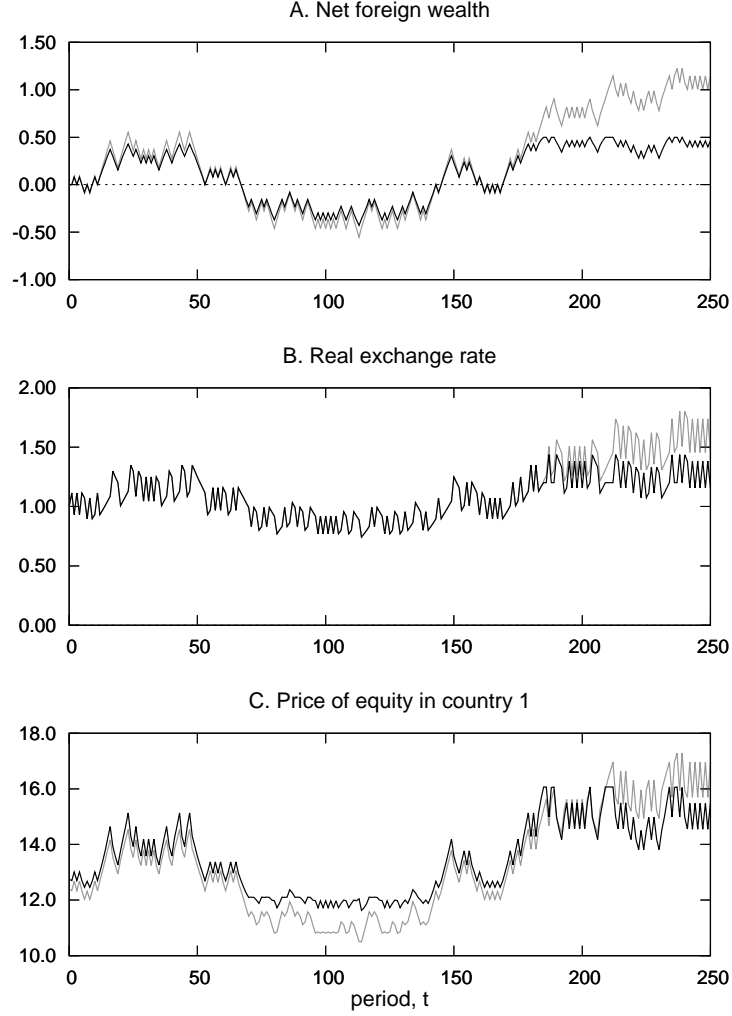 A. Net foreign wealth
1.50
1.00
0.50
0.00
-0.50
-1.00
0 50 100 150 200 250
B. Real exchange rate
2.00
1.50
1.00
0.50
0.00
0 50 100 150 200 250
C. Price of equity in country 1
18.0
16.0
14.0
12.0
10.0
0 50 100 150 200 250
period, t